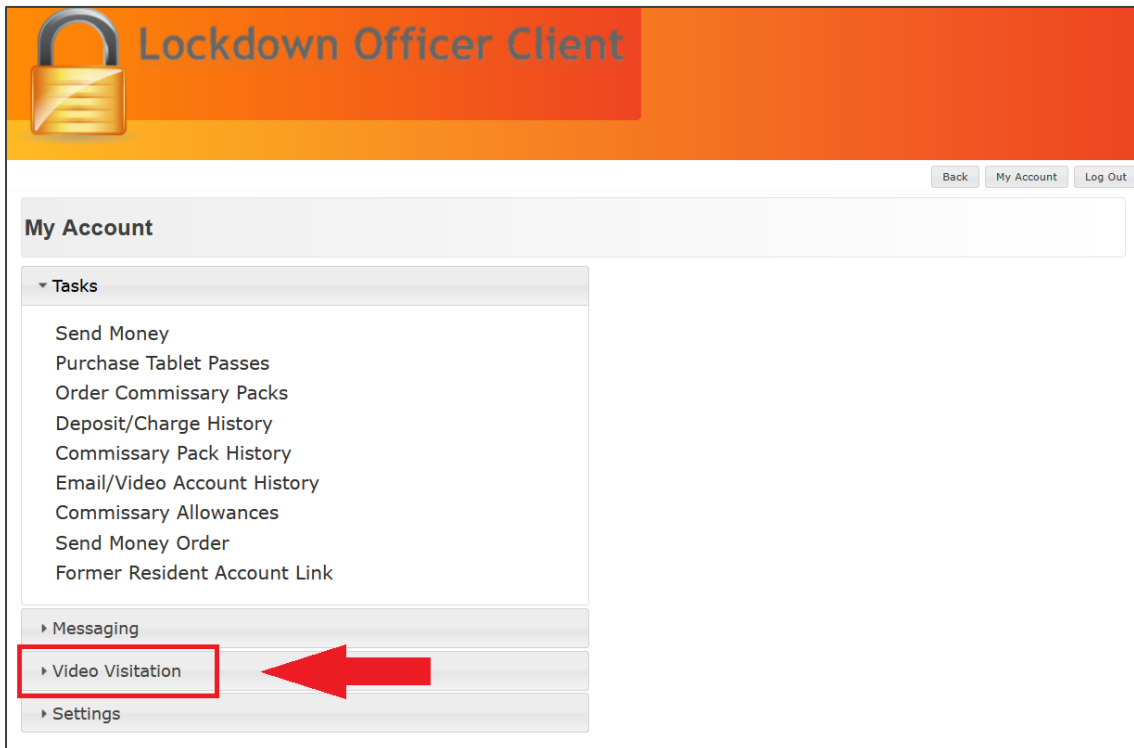 Lockdown Officer Client
Back My Account Log Out
My Account
Tasks
Send Money
Purchase Tablet Passes
Order Commissary Packs
Deposit/Charge History
Commissary Pack History
Email/Video Account History
Commissary Allowances
Send Money Order
Former Resident Account Link
Messaging
Video Visitation
Settings